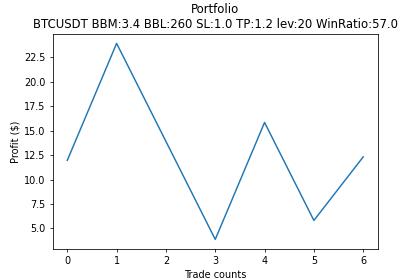 Portfolio
BTCUSDT BBM:3.4 BBL:260 SL:1.0 TP:1.2 lev:20 WinRatio:57.0
22.5
20.0
17.5
15.0
12.5
10.0
7.5
5.0
Profit ($)
0 1 2 3 4 5 6
Trade counts